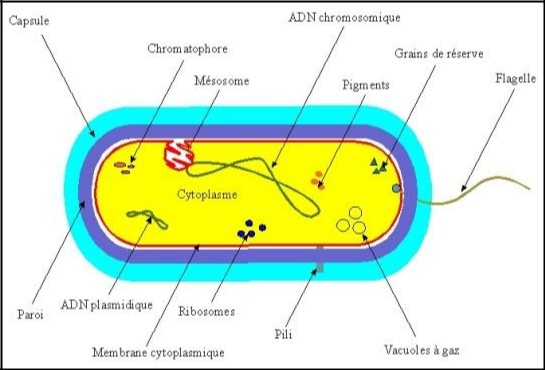 Capsule
ADN chromosomique
Chromatophore
Grains de réserve
Mésosome
Pigments
Flagelle
Cytoplasme
Paroi
ADN plasmidique
Ribosomes
Pili
Membrane cytoplasmique
Vacuoles à gaz